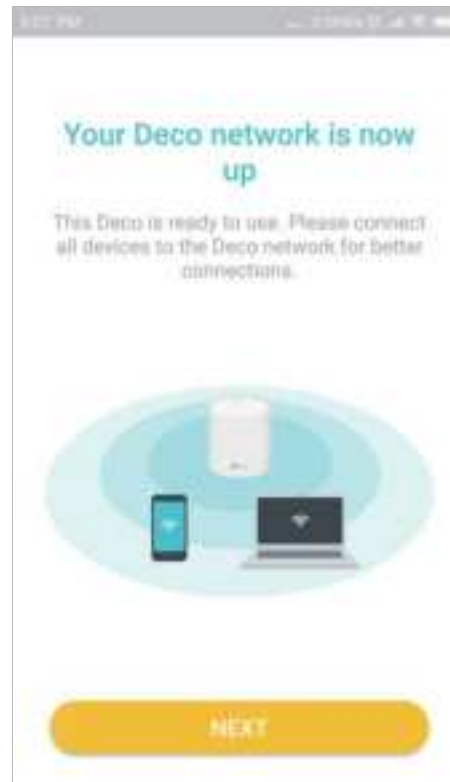 Your Deco network is now
up
This Deco is ready to use. Please connect
all devices to the Deco network for better
connections.
NEXT